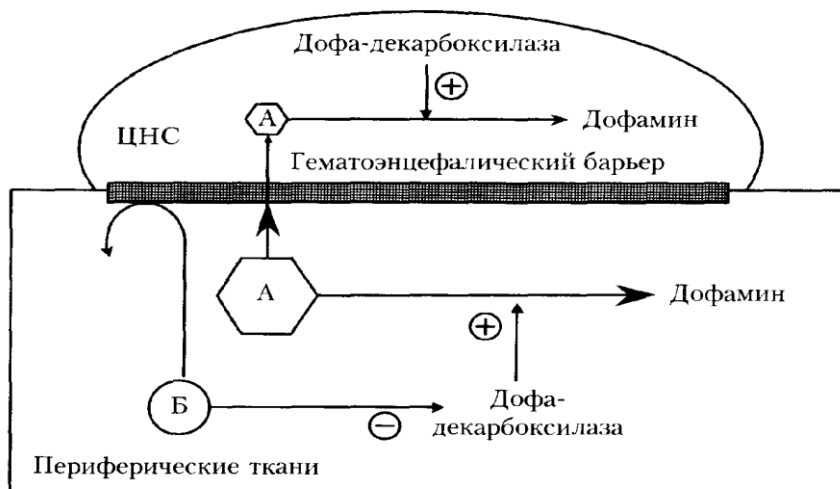 Дофа-декарбоксилаза
+
А
Дофамин
ЦНС
Гематоэнцефалический барьер
А
Дофамин
+
Б
−
Дофа-
декарбоксилаза
Периферические ткани